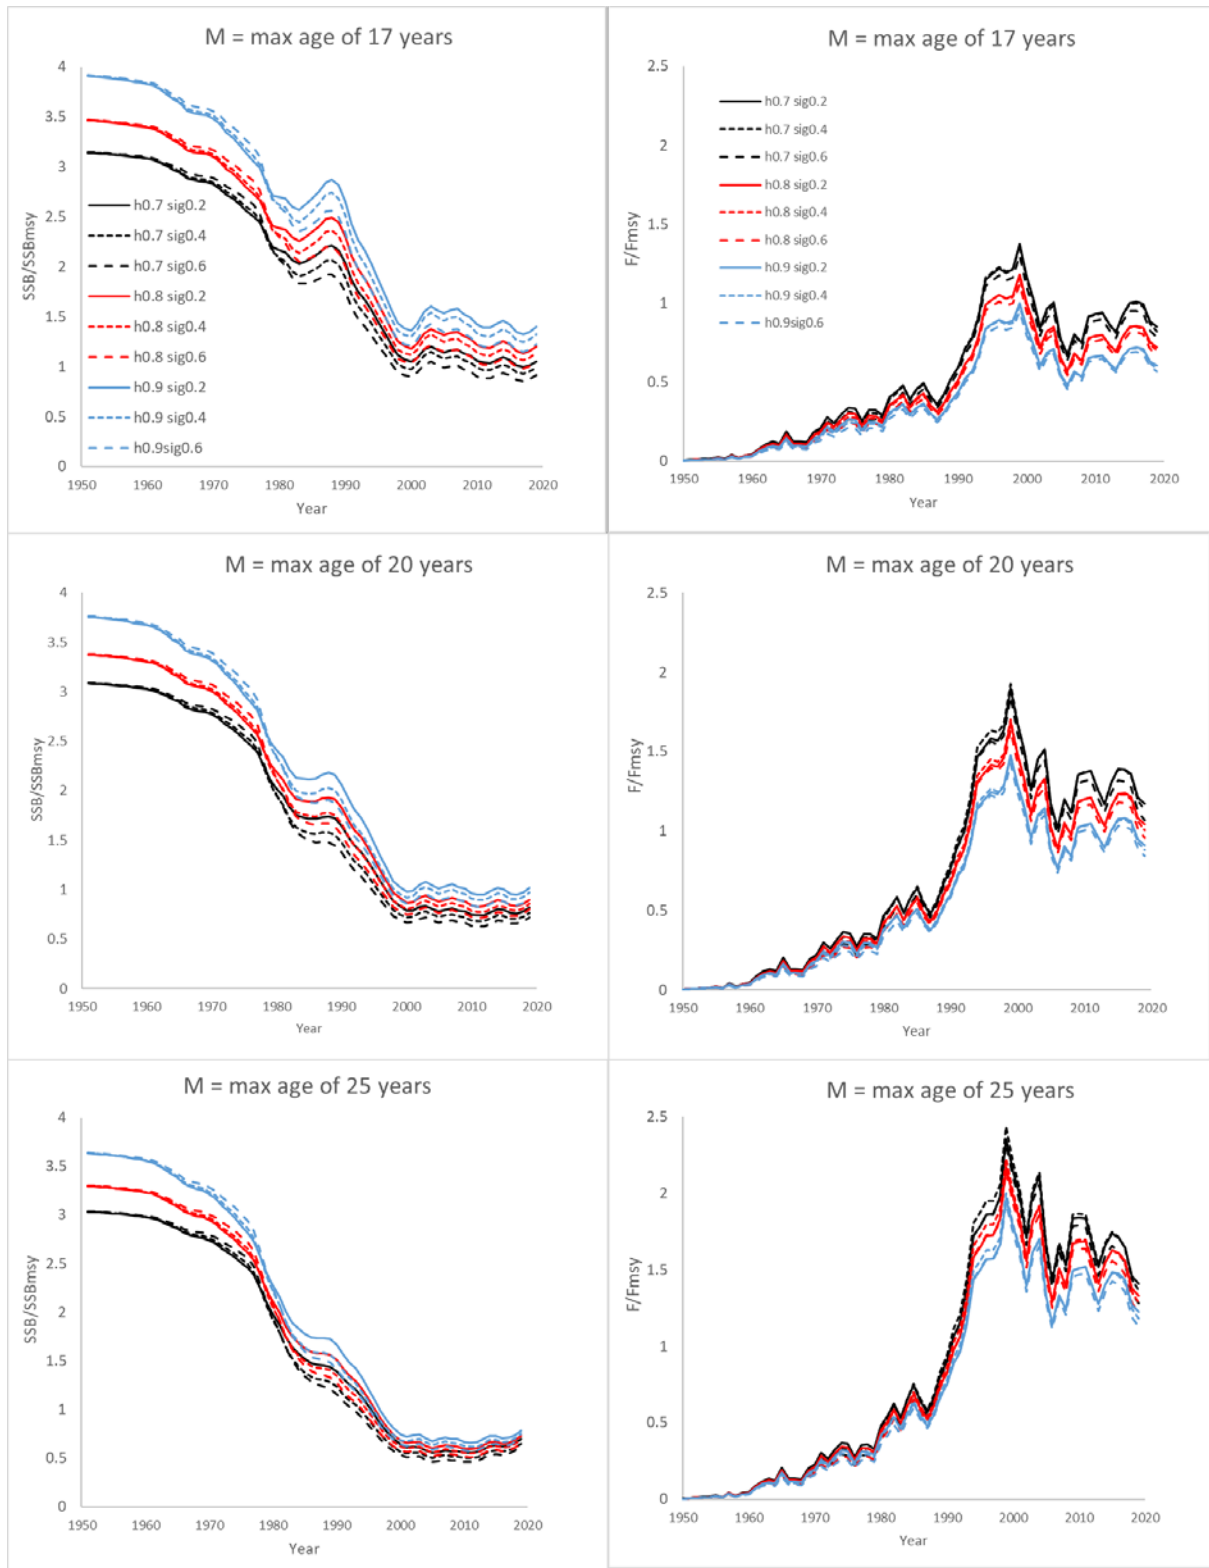 M = max age of 17 years
4
3.5
3
2.5
2
1.5
1
0.5
0
SSB/SSBmsy
h0.7 sig0.2
h0.7 sig0.4
h0.7 sig0.6
h0.8 sig0.2
h0.8 sig0.4
h0.8 sig0.6
h0.9 sig0.2
h0.9 sig0.4
h0.9sig0.6
1950 1960 1970 1980 1990 2000 2010 2020
Year
M = max age of 17 years
2.5
2
1.5
1
0.5
0
F/Fmsy
h0.7 sig0.2
h0.7 sig0.4
h0.7 sig0.6
h0.8 sig0.2
h0.8 sig0.4
h0.8 sig0.6
h0.9 sig0.2
h0.9 sig0.4
h0.9sig0.6
1950 1960 1970 1980 1990 2000 2010 2020
Year
M = max age of 20 years
4
3.5
3
2.5
2
1.5
1
0.5
0
SSB/SSBmsy
1950 1960 1970 1980 1990 2000 2010 2020
Year
M = max age of 20 years
2.5
2
1.5
1
0.5
0
F/Fmsy
1950 1960 1970 1980 1990 2000 2010 2020
Year
M = max age of 25 years
4
3.5
3
2.5
2
1.5
1
0.5
0
SSB/SSBmsy
1950 1960 1970 1980 1990 2000 2010 2020
Year
M = max age of 25 years
2.5
2
1.5
1
0.5
0
F/Fmsy
1950 1960 1970 1980 1990 2000 2010 2020
Year